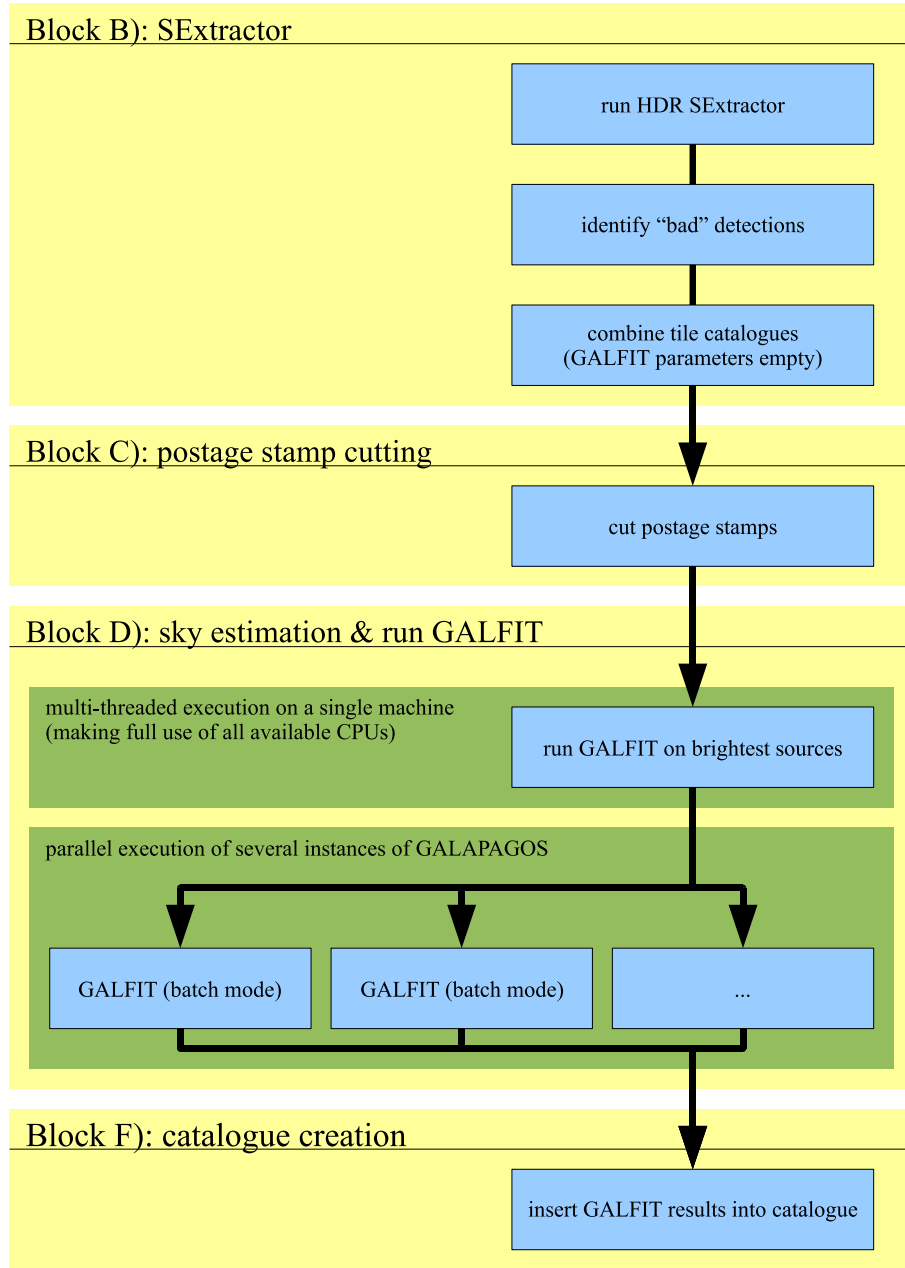 Block B): SExtractor
run HDR SExtractor
identify “bad” detections
combine tile catalogues
(GALFIT parameters empty)
Block C): postage stamp cutting
cut postage stamps
Block D): sky estimation & run GALFIT
multi-threaded execution on a single machine
(making full use of all available CPUs)
run GALFIT on brightest sources
parallel execution of several instances of GALAPAGOS
GALFIT (batch mode)
GALFIT (batch mode)
...
Block F): catalogue creation
insert GALFIT results into catalogue